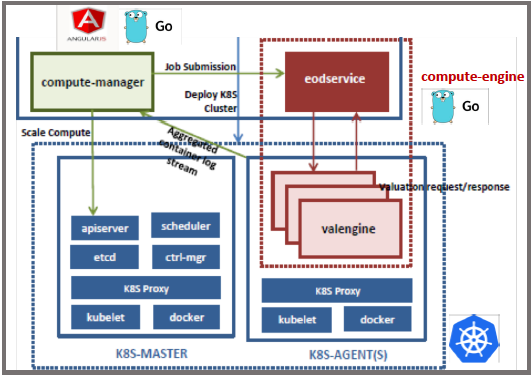 ANGULARJS
Go
compute-manager
Job Submission
eodservice
compute-engine
Deploy K8S
Cluster
Go
Scale Compute
Aggregated
container log
stream
Valuation request/response
valengine
apiserver
scheduler
etcd
ctrl-mgr
K8S Proxy
kubelet
docker
K8S Proxy
kubelet
docker
K8S-MASTER
K8S-AGENT(S)